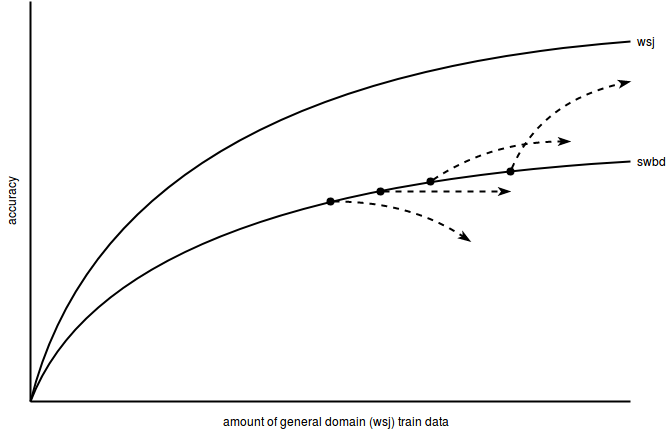 wsj
swbd
accuracy
amount of general domain (wsj) train data